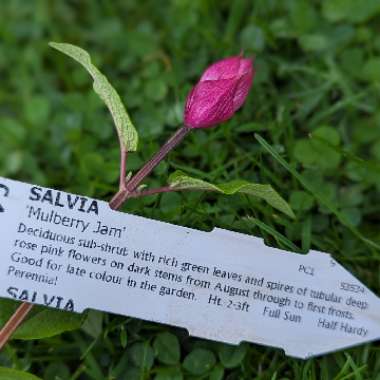 SALVIA
'Mulberry Jam'
Deciduous sub-shrub with rich green leaves and spires of tubular deep
rose pink flowers on dark stems from August through to first frosts.
Good for late colour in the garden. Ht 2-3ft Full Sun Half Hardy
Perennial
PC1
SALVIA